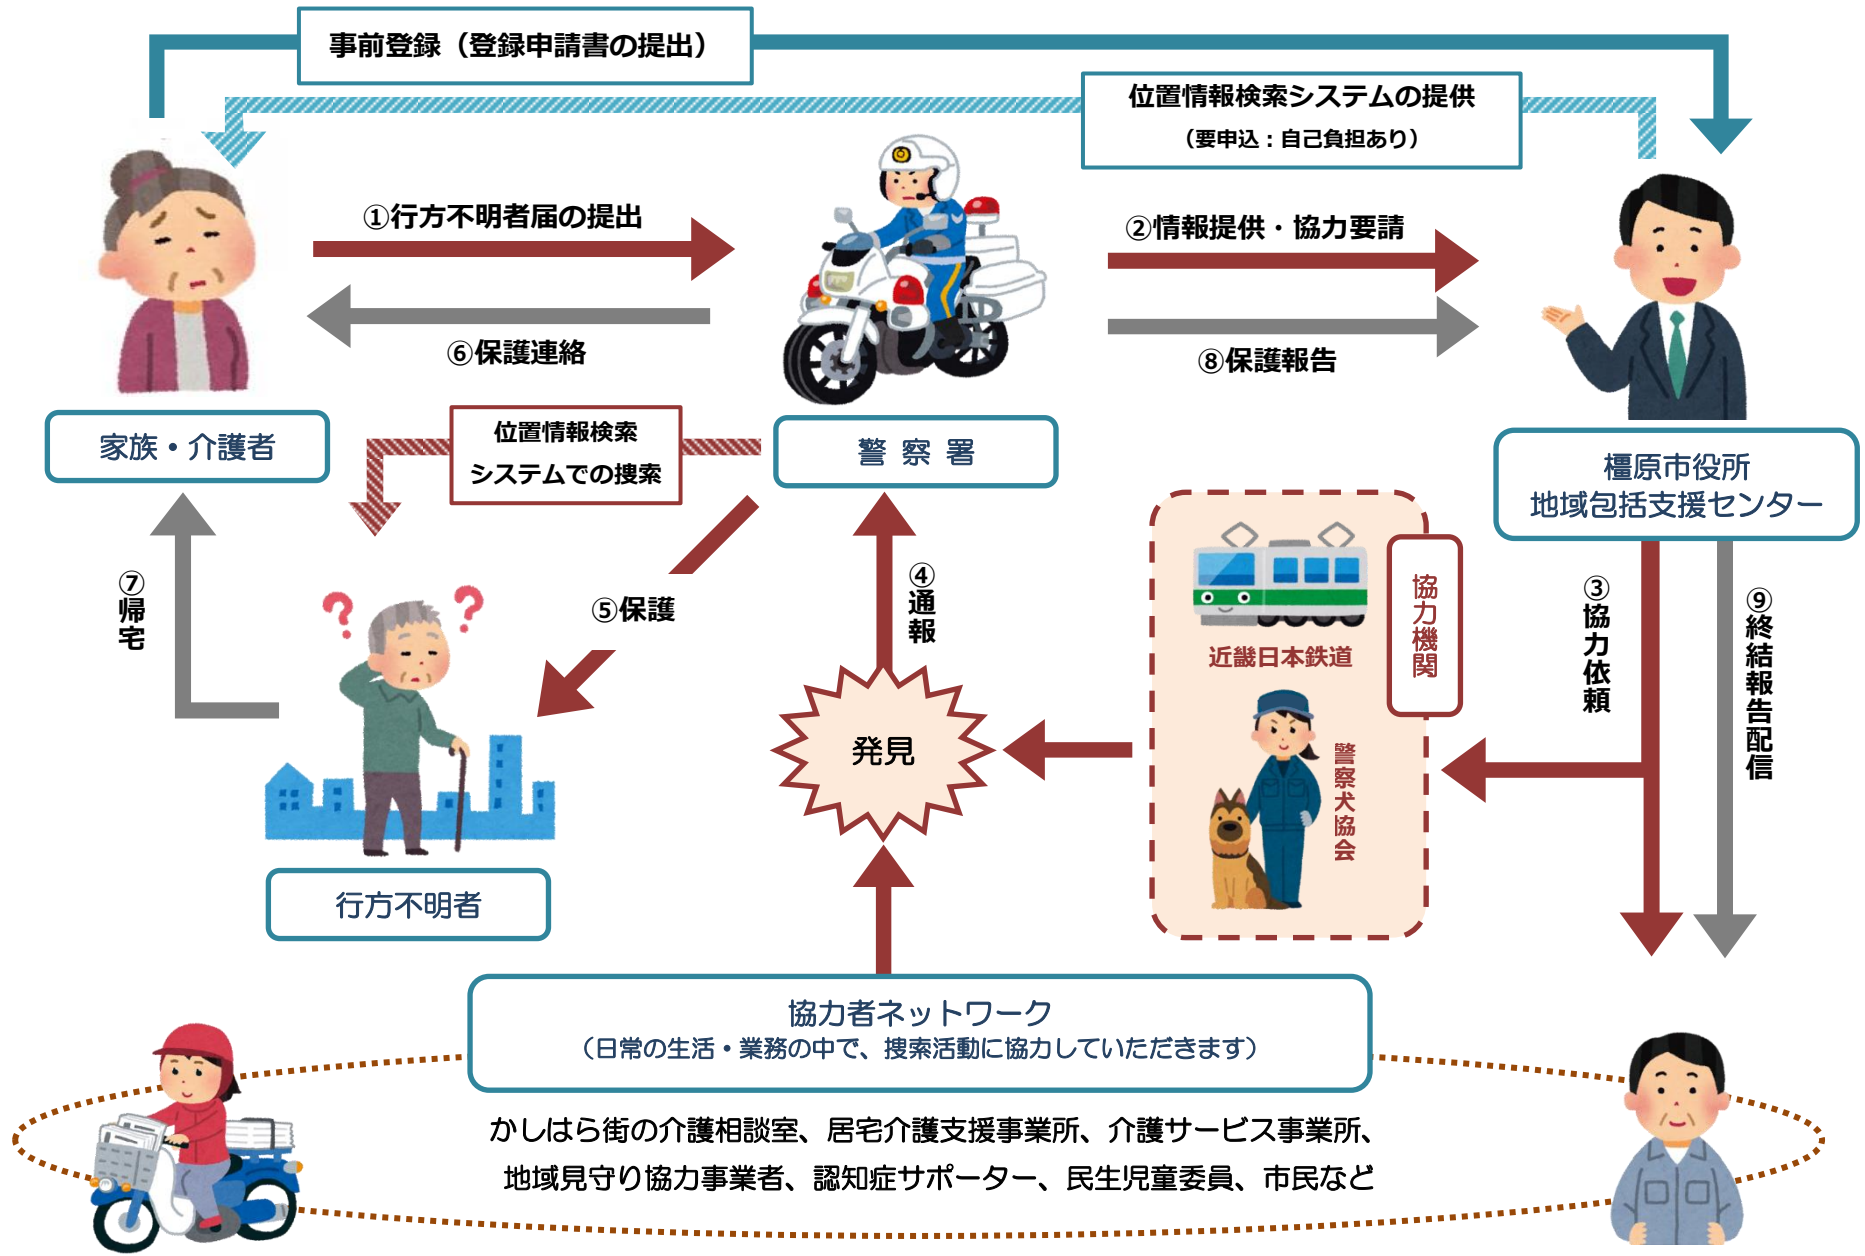 事前登録（登録申請書の提出）
位置情報検索システムの提供
（要申込：自己負担あり）
①行方不明者届の提出
②情報提供・協力要請
⑥保護連絡
⑧保護報告
家族・介護者
位置情報検索
システムでの捜索
警察署
橿原市役所
地域包括支援センター
⑦帰宅
⑤保護
④通報
近畿日本鉄道
協力機関
③協力依頼
⑨終結報告配信
発見
警察犬協会
行方不明者
協力者ネットワーク
（日常の生活・業務の中で、捜索活動に協力していただきます）
かしはら街の介護相談室、居宅介護支援事業所、介護サービス事業所、
地域見守り協力事業者、認知症サポーター、民生児童委員、市民など